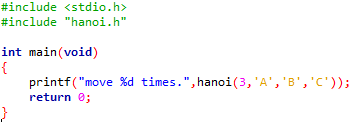 #include <stdio.h>
#include "hanoi.h"
int main(void)
{
printf("move %d times.",hanoi(3,'A','B','C'));
return 0;
}